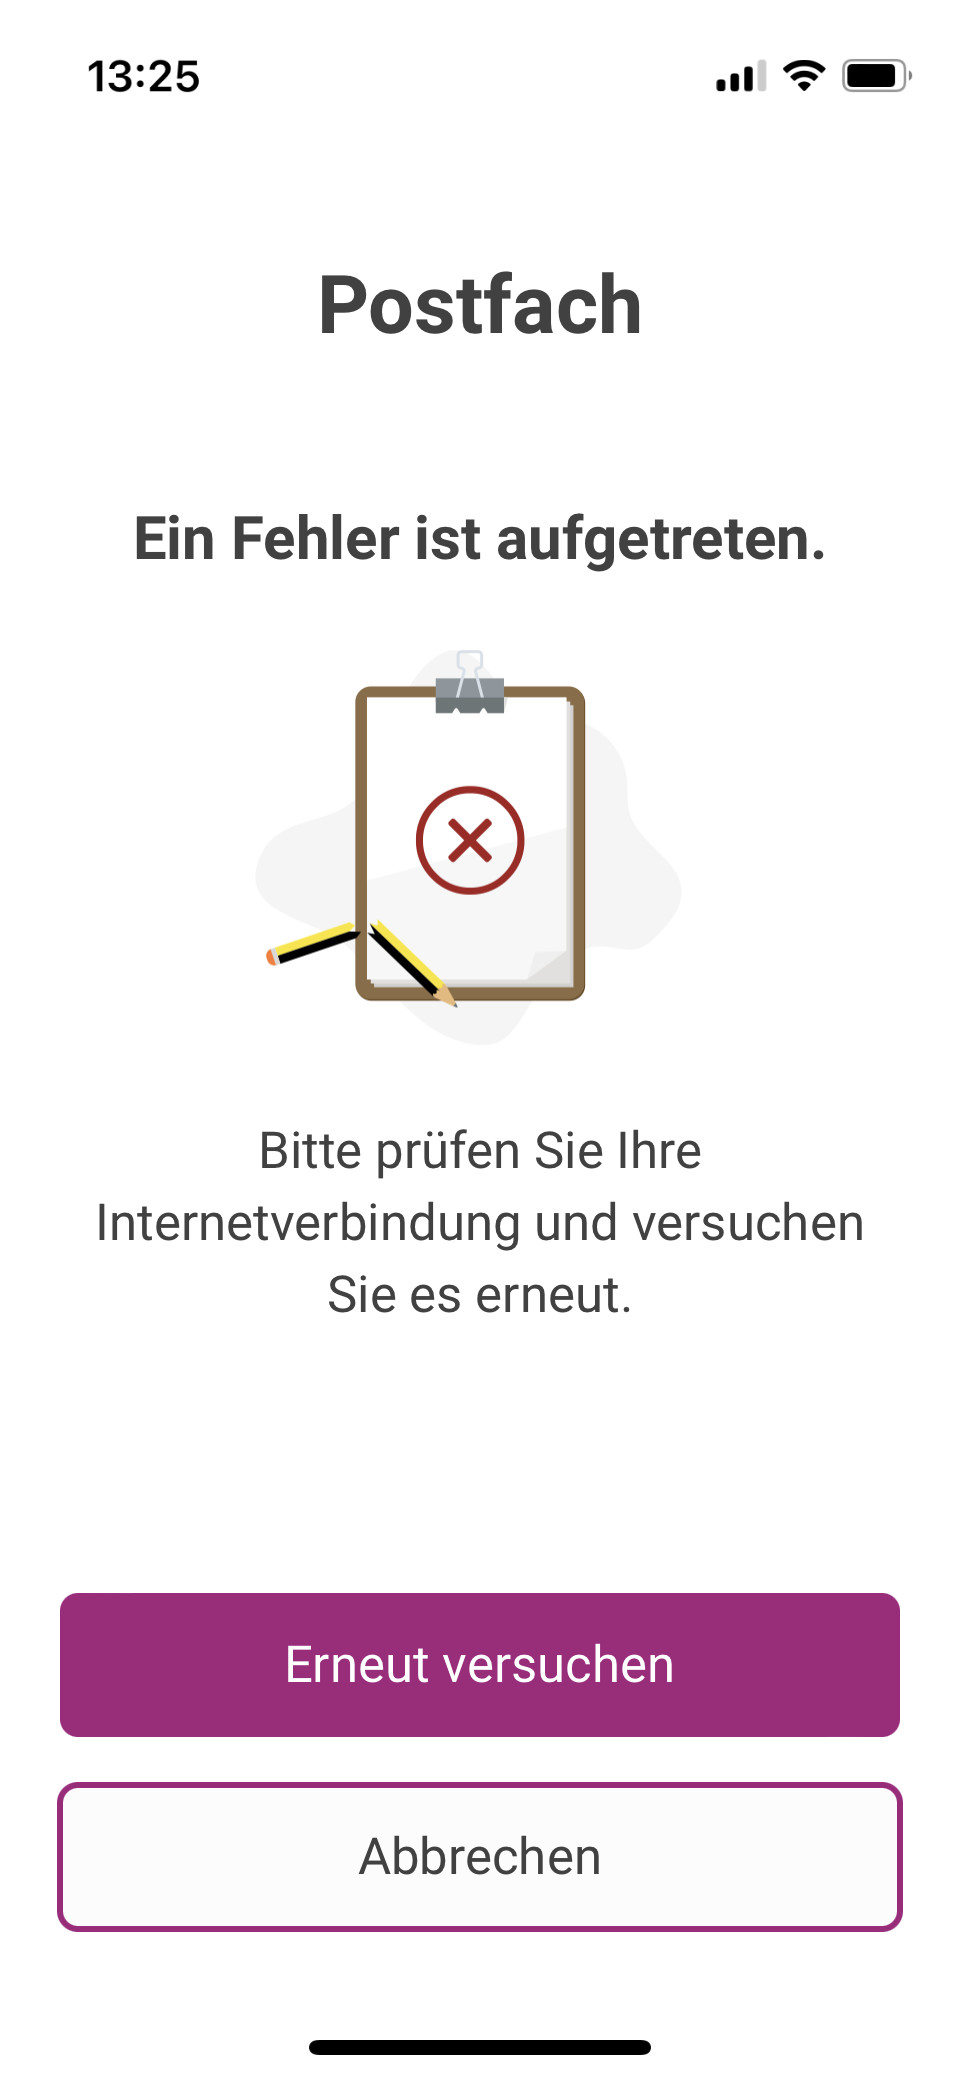 13:25
Postfach
Ein Fehler ist aufgetreten.
Bitte prüfen Sie Ihre
Internetverbindung und versuchen
Sie es erneut.
Erneut versuchen
Abbrechen